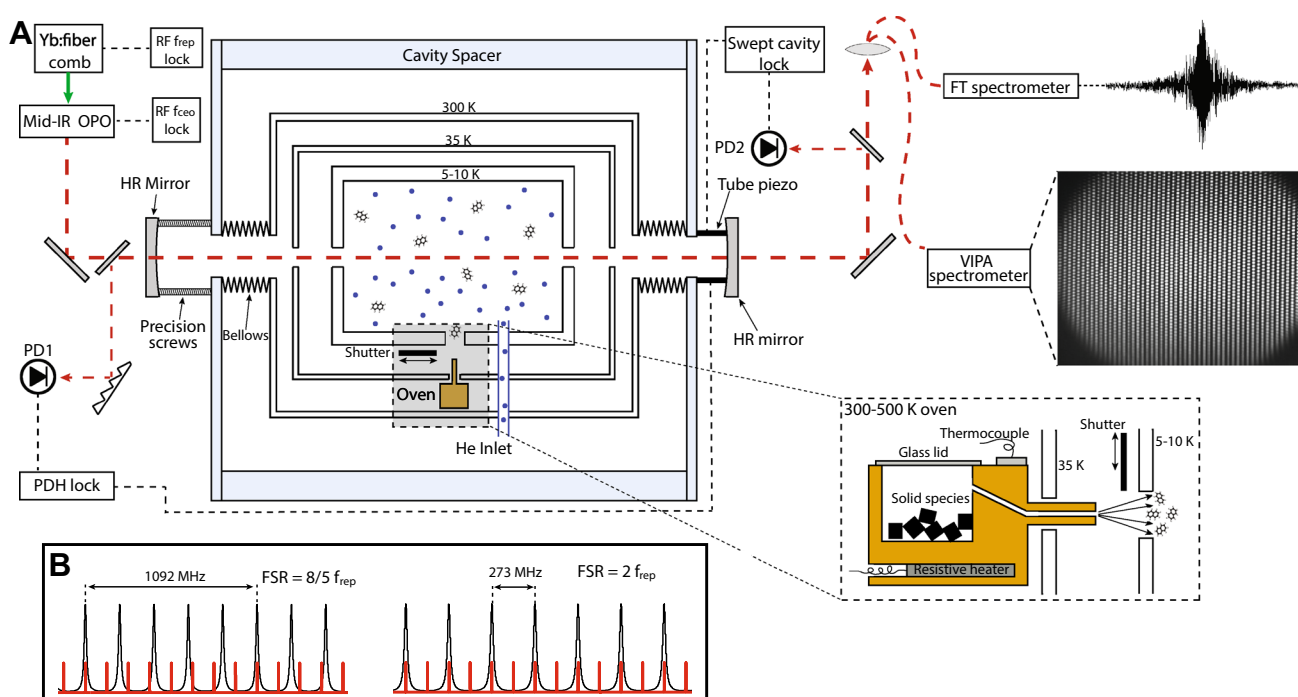 A
Yb:fiber
comb
RF frep
lock
Mid-IR OPO
RF fceo
lock
HR Mirror
Cavity Spacer
300 K
35 K
5-10 K
Swept cavity
lock
PD2
Tube piezo
FT spectrometer
VIPA
spectrometer
HR mirror
Precision
screws
Bellows
Shutter
Oven
He Inlet
PD1
PDH lock
300-500 K oven
Thermocouple
Shutter
5-10 K
Glass lid
35 K
Solid species
Resistive heater
B
1092 MHz
FSR = 8/5 frep
273 MHz
FSR = 2 frep